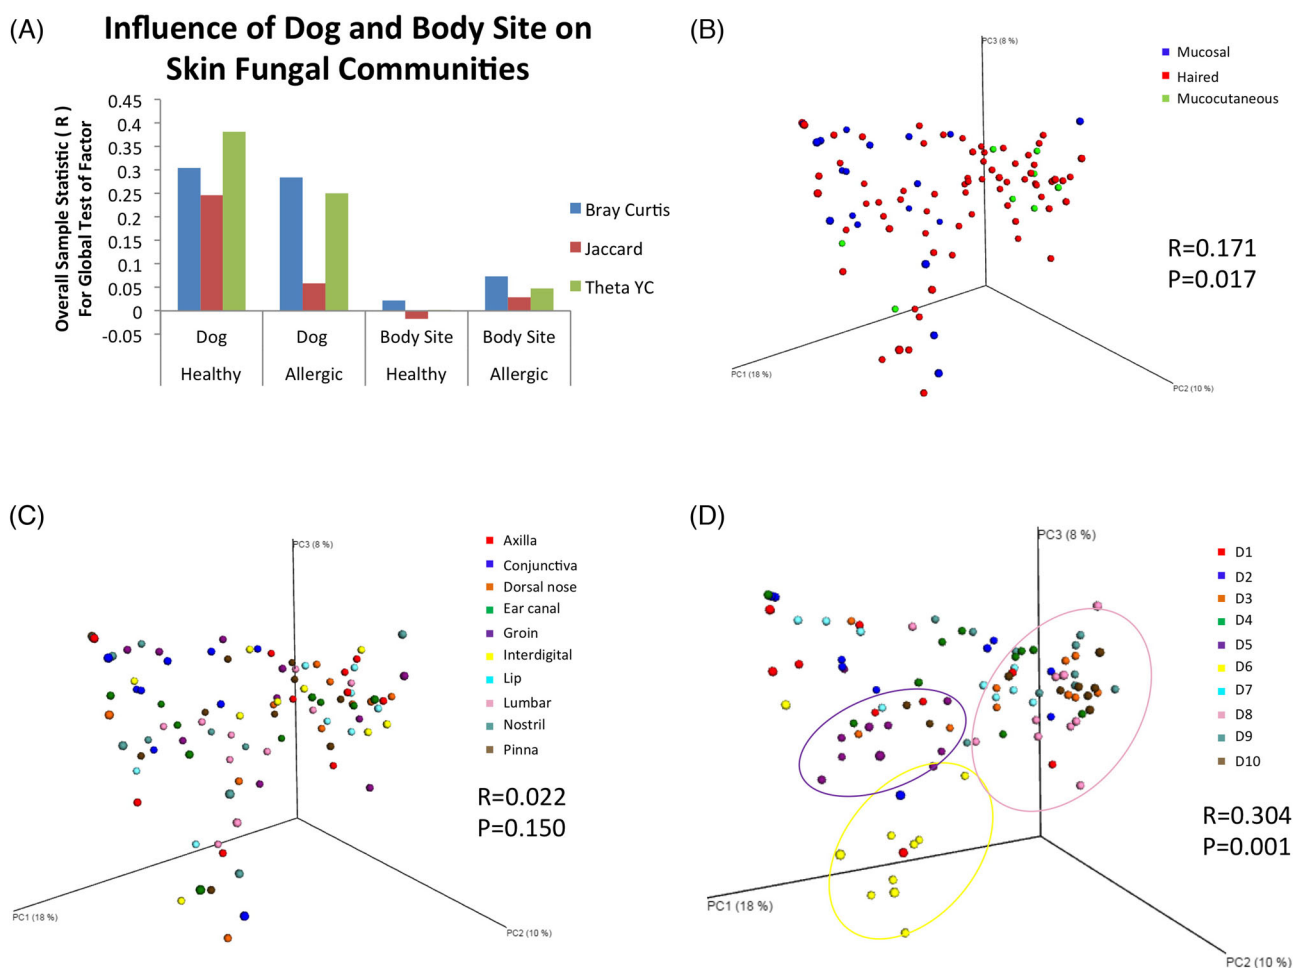 (A)
Influence of Dog and Body Site on
Skin Fungal Communities
Overall Sample Statistic ( R )
For Global Test of Factor
0.45
0.4
0.35
0.3
0.25
0.2
0.15
0.1
0.05
0
-0.05
Dog
Dog
Body Site
Body Site
Healthy
Allergic
Healthy
Allergic
Bray Curtis
Jaccard
Theta YC
(B)
PC3 (8 %)
Mucosal
Haired
Mucocutaneous
R=0.171
P=0.017
PC1 (18 %)
PC2 (10 %)
(C)
PC3 (8 %)
Axilla
Conjunctiva
Dorsal nose
Ear canal
Groin
Interdigital
Lip
Lumbar
Nostril
Pinna
R=0.022
P=0.150
PC1 (18 %)
PC2 (10 %)
(D)
PC3 (8 %)
D1
D2
D3
D4
D5
D6
D7
D8
D9
D10
R=0.304
P=0.001
PC1 (18 %)
PC2 (10 %)